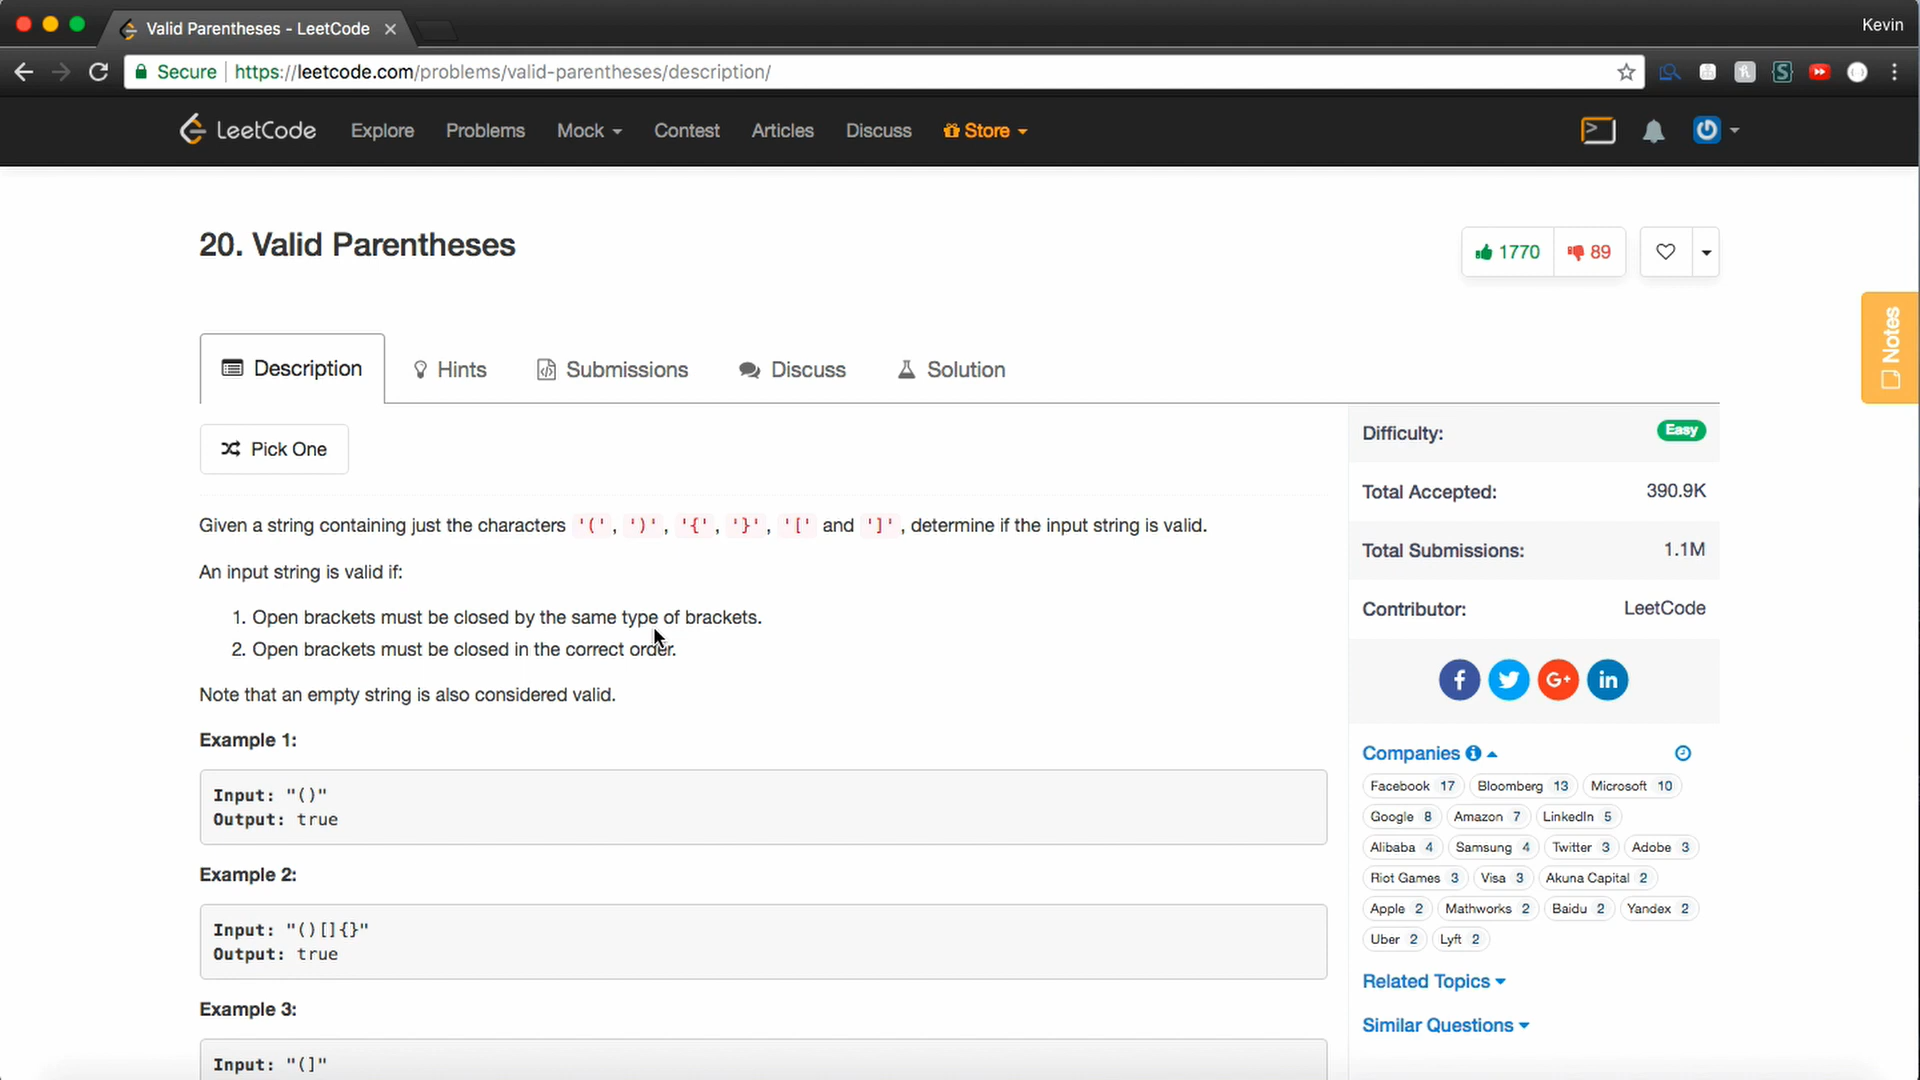 Valid Parentheses - LeetCode
Kevin
Secure https://leetcode.com/problems/valid-parentheses/description/
LeetCode Explore Problems Mock Contest Articles Discuss Store
20. Valid Parentheses
1770 89
Notes
Description Hints Submissions Discuss Solution
Pick One
Given a string containing just the characters '(', ')', '{', '}', '[' and ']', determine if the input string is valid.
An input string is valid if:
1. Open brackets must be closed by the same type of brackets.
2. Open brackets must be closed in the correct order.
Note that an empty string is also considered valid.
Example 1:
Input: "()"
Output: true
Example 2:
Input: "()[]{}"
Output: true
Example 3:
Input: "(]"
Difficulty: Easy
Total Accepted: 390.9K
Total Submissions: 1.1M
Contributor: LeetCode
Companies
Facebook 17 Bloomberg 13 Microsoft 10
Google 8 Amazon 7 LinkedIn 5
Alibaba 4 Samsung 4 Twitter 3 Adobe 3
Riot Games 3 Visa 3 Akuna Capital 2
Apple 2 Mathworks 2 Baidu 2 Yandex 2
Uber 2 Lyft 2
Related Topics
Similar Questions